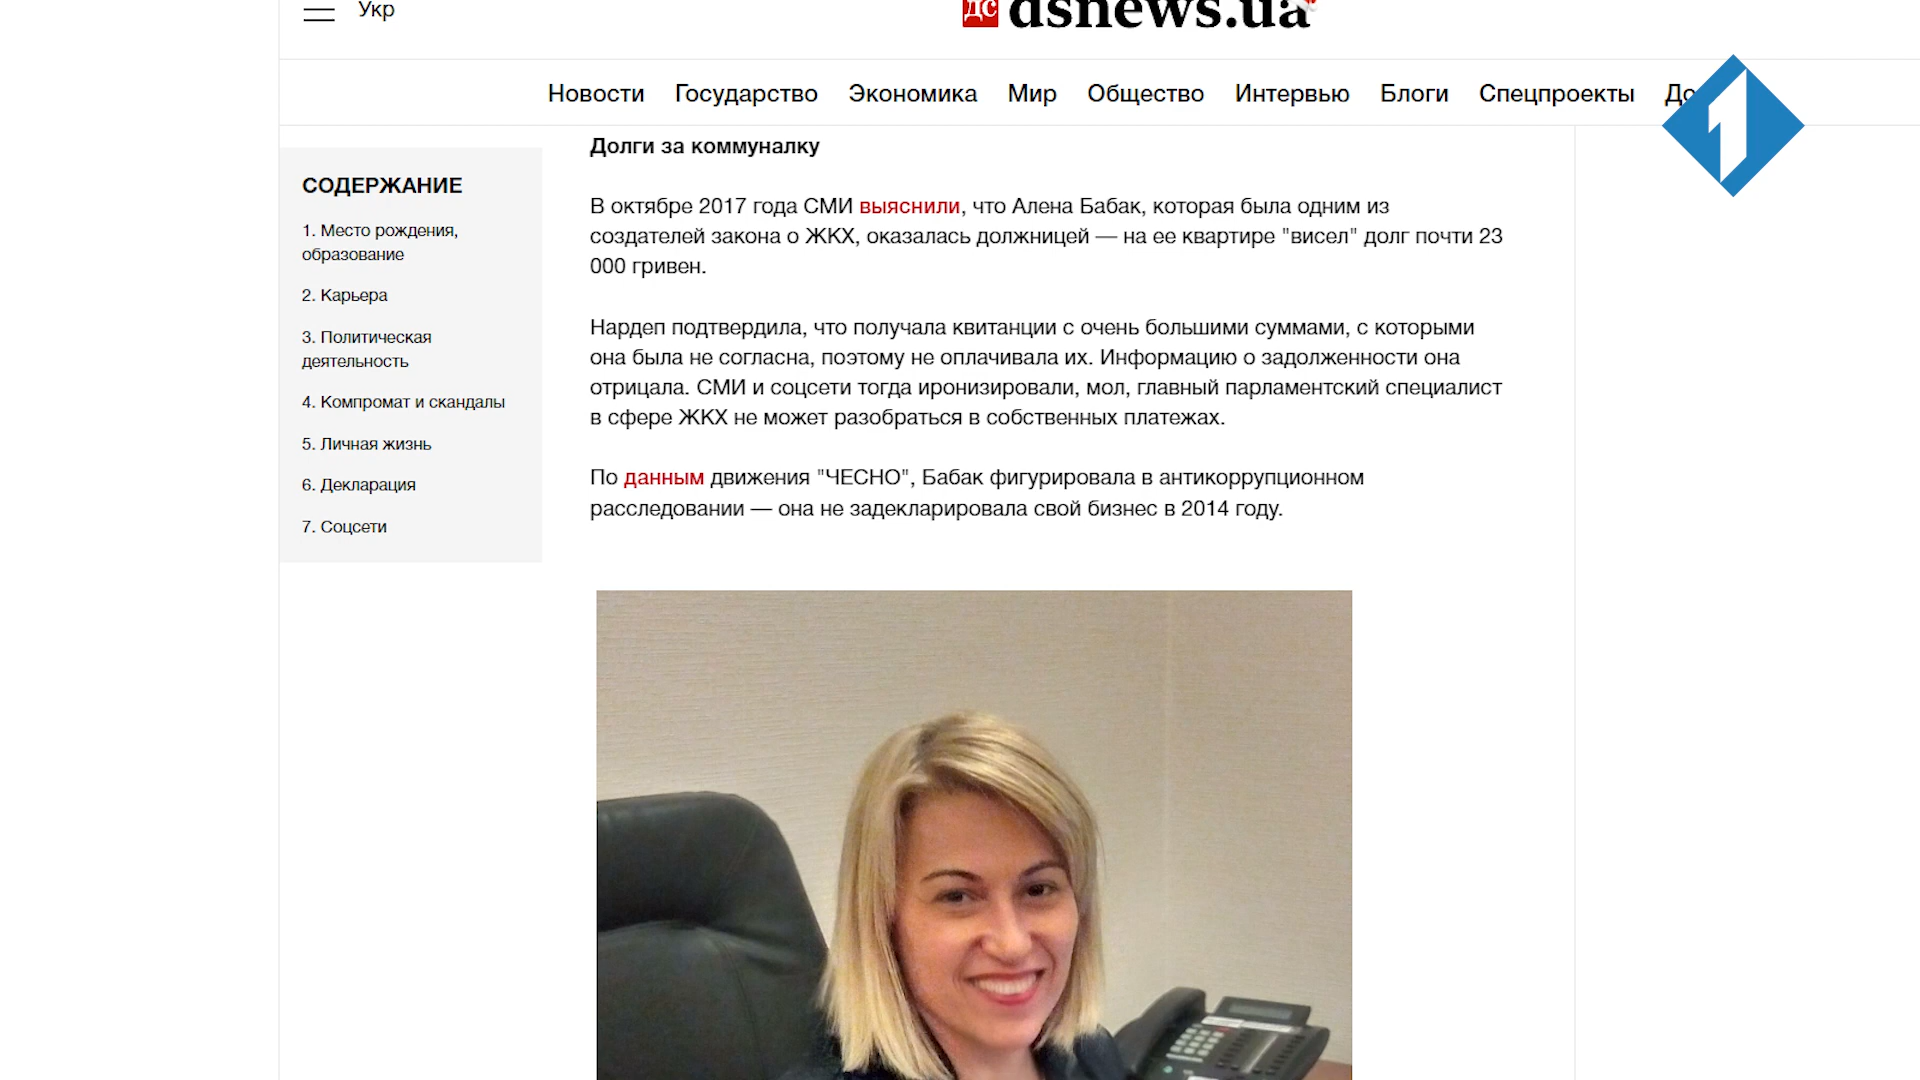 Укр
дс dsnews.ua
Новости Государство Экономика Мир Общество Интервью Блоги Спецпроекты
1
СОДЕРЖАНИЕ
1. Место рождения,
образование
2. Карьера
3. Политическая
деятельность
4. Компромат и скандалы
5. Личная жизнь
6. Декларация
7. Соцсети
Долги за коммуналку
В октябре 2017 года СМИ выяснили, что Алена Бабак, которая была одним из
создателей закона о ЖКХ, оказалась должницей — на ее квартире "висел" долг почти 23
000 гривен.
Нардеп подтвердила, что получала квитанции с очень большими суммами, с которыми
она была не согласна, поэтому не оплачивала их. Информацию о задолженности она
отрицала. СМИ и соцсети тогда иронизировали, мол, главный парламентский специалист
в сфере ЖКХ не может разобраться в собственных платежах.
По данным движения "ЧЕСНО", Бабак фигурировала в антикоррупционном
расследовании — она не задекларировала свой бизнес в 2014 году.